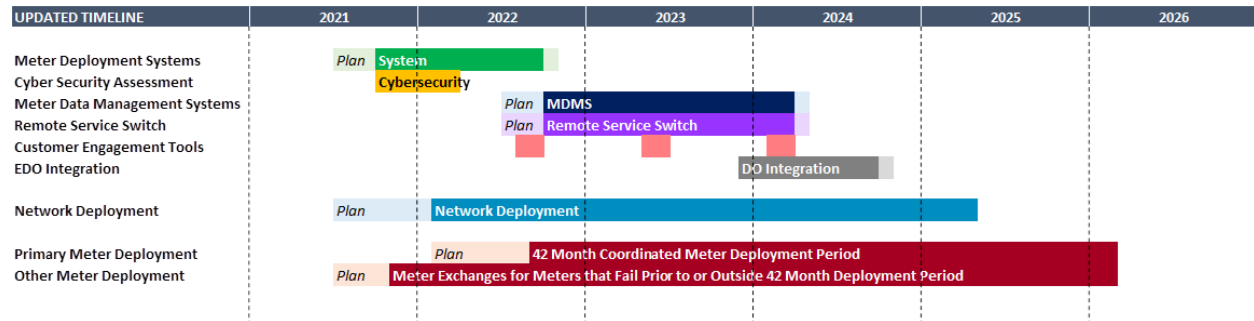 UPDATED TIMELINE 2021 2022 2023 2024 2025 2026
Meter Deployment Systems Plan System
Cyber Security Assessment Cybersecurity
Meter Data Management Systems Plan MDMS
Remote Service Switch Plan Remote Service Switch
Customer Engagement Tools
EDO Integration DO Integration
Network Deployment Plan Network Deployment
Primary Meter Deployment Plan 42 Month Coordinated Meter Deployment Period
Other Meter Deployment Plan Meter Exchanges for Meters that Fail Prior to or Outside 42 Month Deployment Period